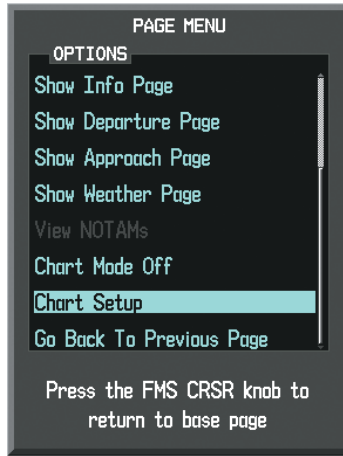 PAGE MENU
OPTIONS
Show Info Page
Show Departure Page
Show Approach Page
Show Weather Page
View NOTAMs
Chart Mode Off
Chart Setup
Go Back To Previous Page
Press the FMS CRSR knob to
return to base page